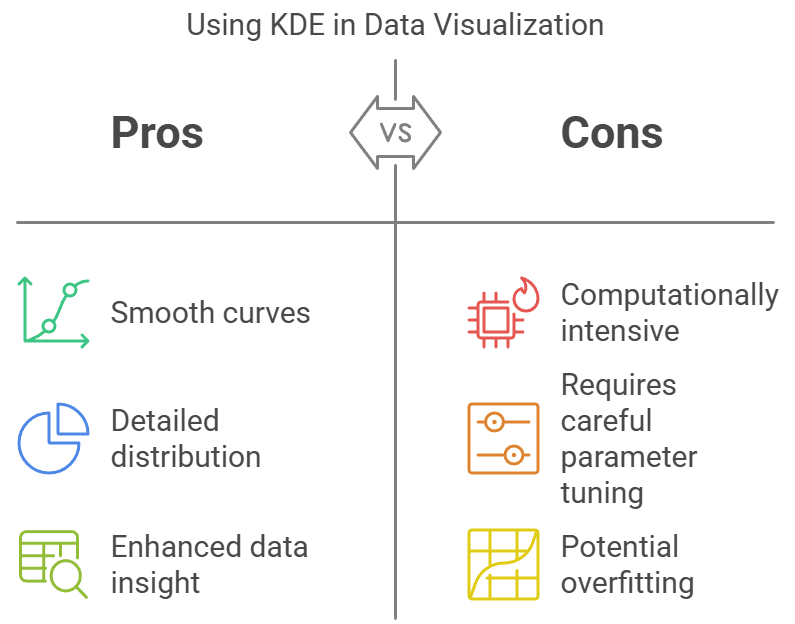 Using KDE in Data Visualization
Pros
VS
Cons
Smooth curves
Detailed
distribution
Enhanced data
insight
Computationally
intensive
Requires
careful
parameter
tuning
Potential
overfitting